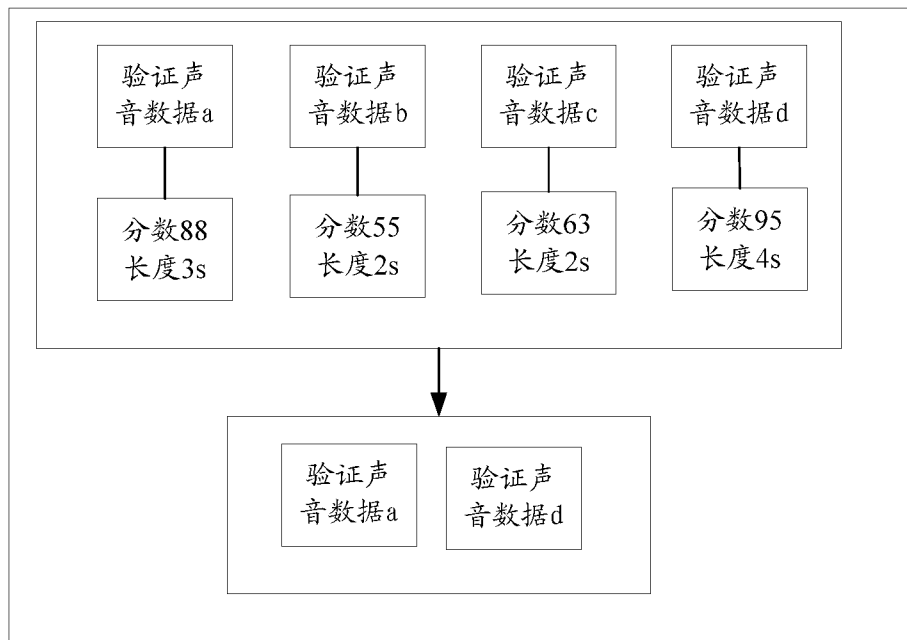 验证声
音数据a
验证声
音数据b
验证声
音数据c
验证声
音数据d
分数88
长度3s
分数55
长度2s
分数63
长度2s
分数95
长度4s
验证声
音数据a
验证声
音数据d